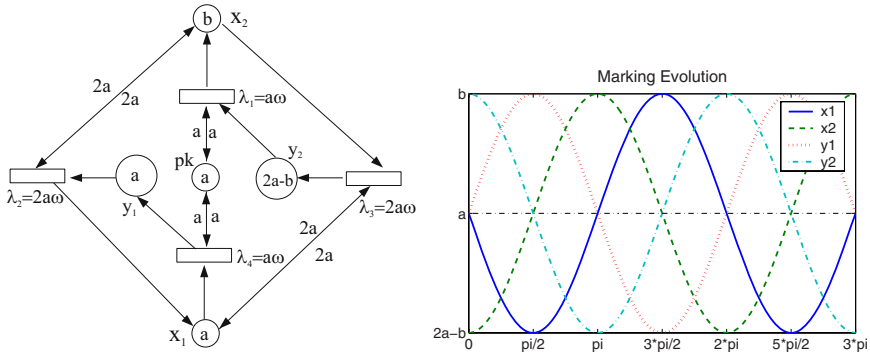 b x₂
2a
2a
λ₁=aω
a a
pk a
y₂
2a-b
a
λ₂=2aω
y₁
λ₃=2aω
a a
2a
2a
λ₄=aω
x₁ a
Marking Evolution
b
a
2a-b
x1
x2
y1
y2
0 pi/2 pi 3*pi/2 2*pi 5*pi/2 3*pi